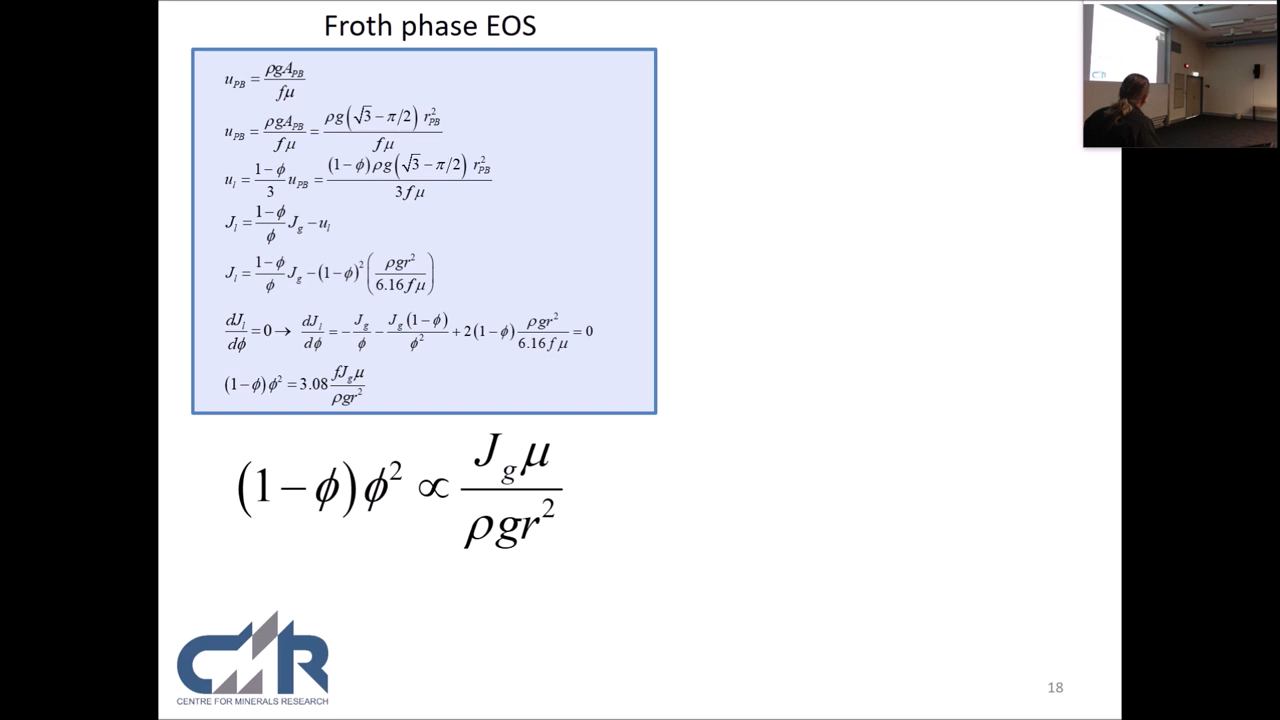 Froth phase EOS
u_PB = ρgA_PB / fμ
u_PB = ρgA_PB / fμ = ρg(√3 − π/2) r²_PB / fμ
u_l = (1−ϕ)/3 u_PB = (1−ϕ)ρg(√3 − π/2) r²_PB / 3fμ
J_l = (1−ϕ)/ϕ J_g − u_l
J_l = (1−ϕ)/ϕ J_g − (1−ϕ)² (ρgr² / 6.16fμ)
dJ_l/dϕ = 0 → dJ_l/dϕ = −J_g/ϕ − J_g(1−ϕ)/ϕ² + 2(1−ϕ) ρgr²/6.16fμ = 0
(1−ϕ)ϕ² = 3.08 fJ_gμ / ρgr²
(1−ϕ)ϕ² ∝ J_gμ / ρgr²
CMR
CENTRE FOR MINERALS RESEARCH
18